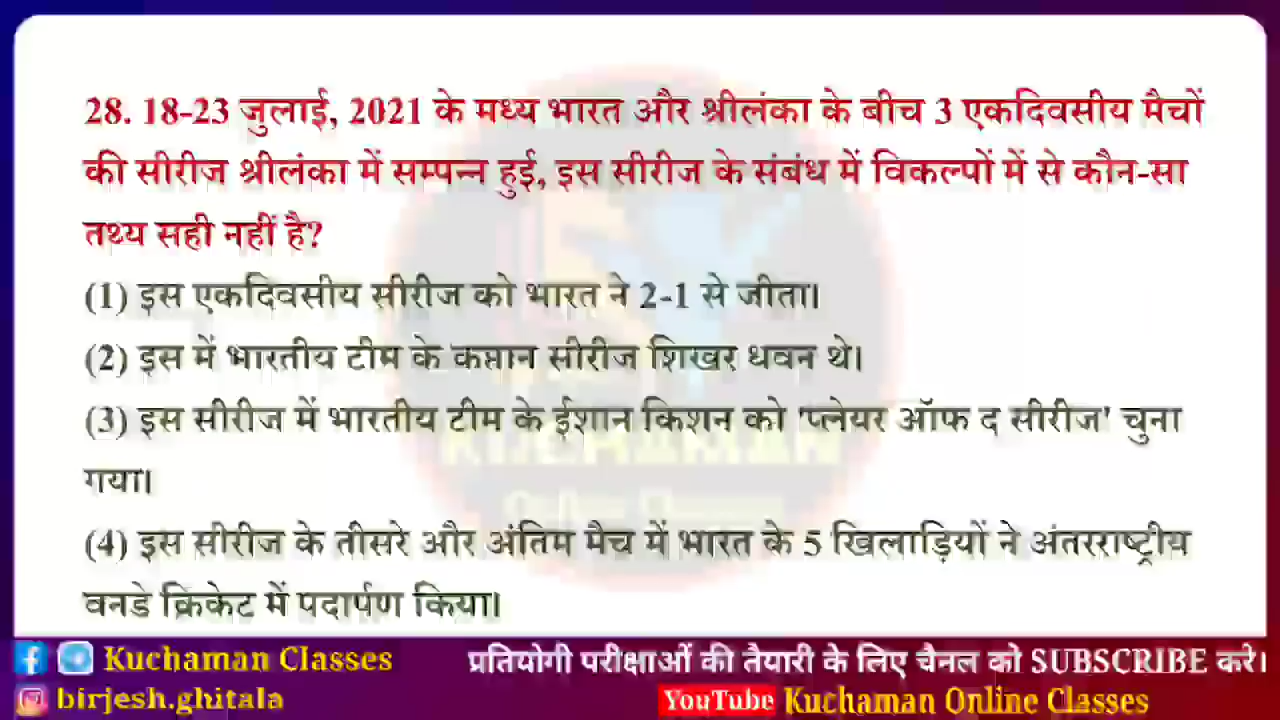 28. 18-23 जुलाई, 2021 के मध्य भारत और श्रीलंका के बीच 3 एकदिवसीय मैचों
की सीरीज श्रीलंका में सम्पन्न हुई, इस सीरीज के संबंध में विकल्पों में से कौन-सा
तथ्य सही नहीं है?
(1) इस एकदिवसीय सीरीज को भारत ने 2-1 से जीता।
(2) इस में भारतीय टीम के कप्तान सीरीज शिखर धवन थे।
(3) इस सीरीज में भारतीय टीम के ईशान किशन को 'प्लेयर ऑफ द सीरीज' चुना
गया।
(4) इस सीरीज के तीसरे और अंतिम मैच में भारत के 5 खिलाड़ियों ने अंतरराष्ट्रीय
वनडे क्रिकेट में पदार्पण किया।
KUCHAMAN
Kuchaman Classes
प्रतियोगी परीक्षाओं की तैयारी के लिए चैनल को SUBSCRIBE करे।
birjesh.ghitala
YouTube Kuchaman Online Classes